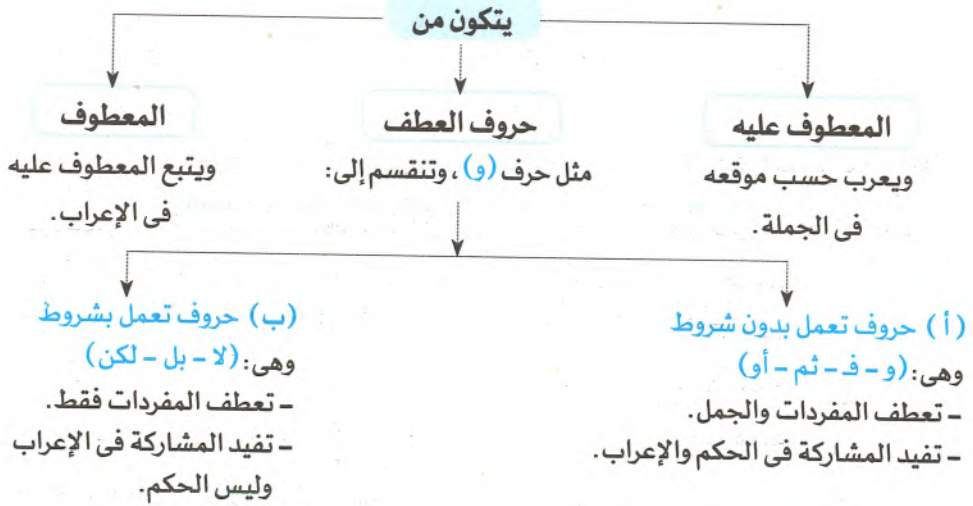 يتكون من
المعطوف عليه
ويعرب حسب موقعه
فى الجملة.
حروف العطف
مثل حرف (و)، وتنقسم إلى:
المعطوف
ويتبع المعطوف عليه
فى الإعراب.
(أ) حروف تعمل بدون شروط
وهى: (و - فـ - ثم - أو)
- تعطف المفردات والجمل.
- تفيد المشاركة فى الحكم والإعراب.
(ب) حروف تعمل بشروط
وهى: (لا - بل - لكن)
- تعطف المفردات فقط.
- تفيد المشاركة فى الإعراب
وليس الحكم.